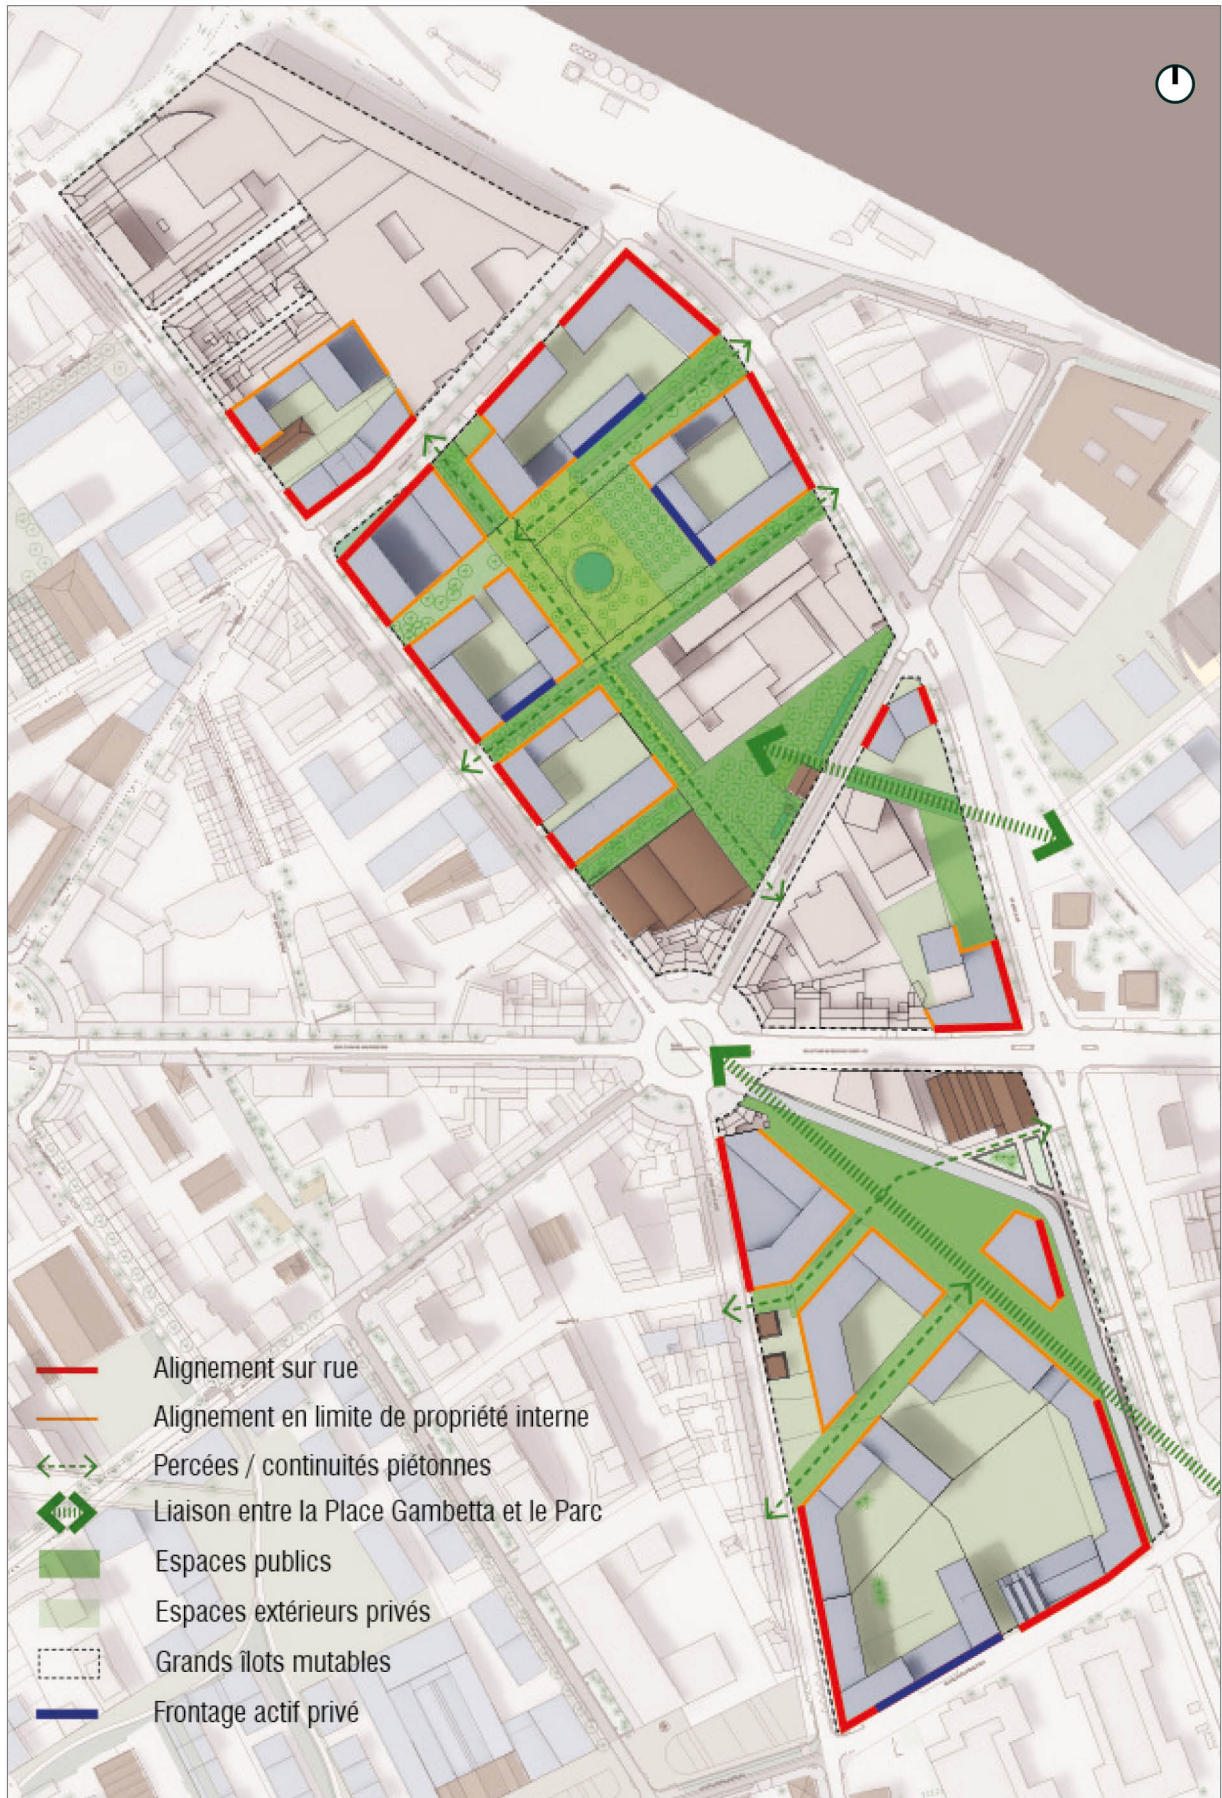 Alignement sur rue
Alignement en limite de propriété interne
Percées / continuités piétonnes
Liaison entre la Place Gambetta et le Parc
Espaces publics
Espaces extérieurs privés
Grands îlots mutables
Frontage actif privé